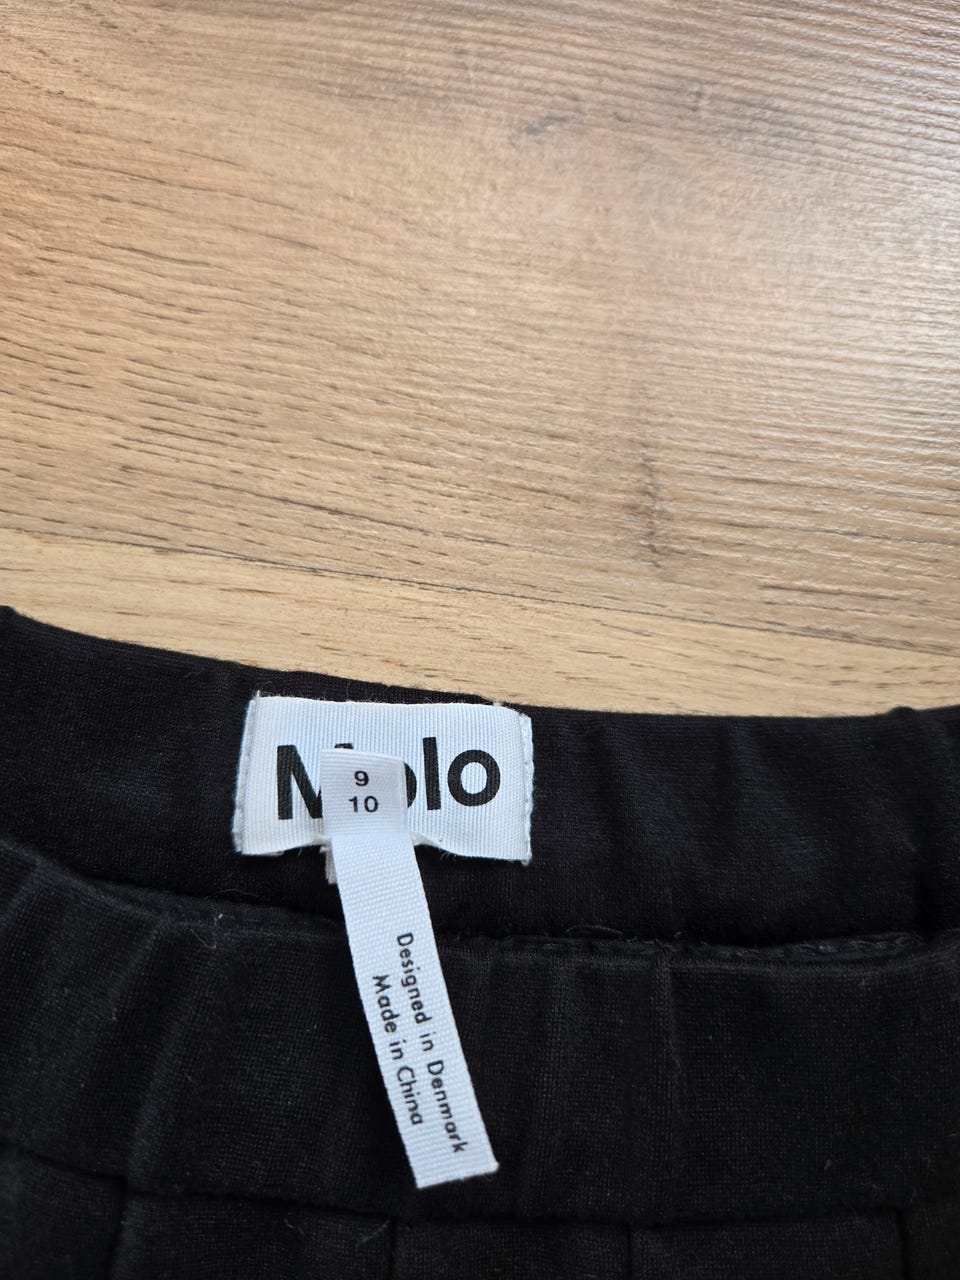 Molo
9
10
Designed in Denmark
Made in China